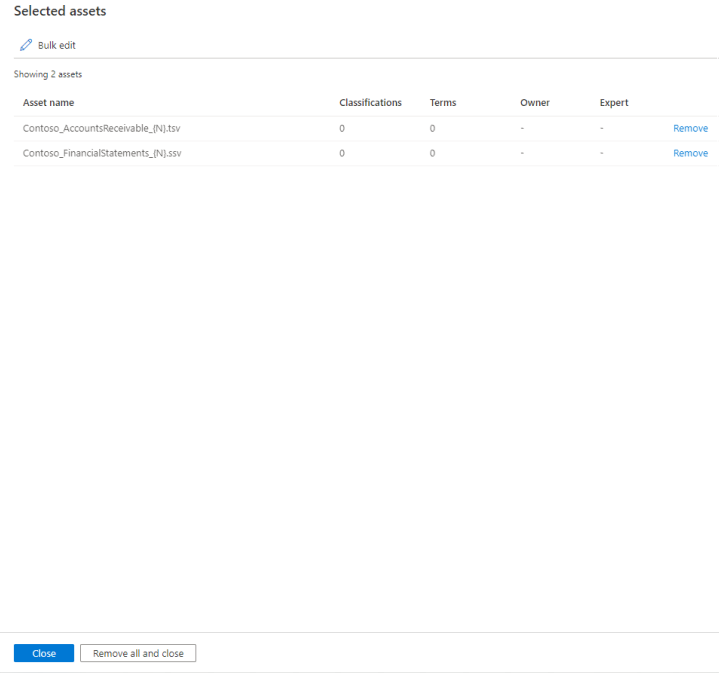 Selected assets
Bulk edit
Showing 2 assets
Asset name Classifications Terms Owner Expert
Contoso_AccountsReceivable_{N}.tsv 0 0 - - Remove
Contoso_FinancialStatements_{N}.ssv 0 0 - - Remove
Close Remove all and close